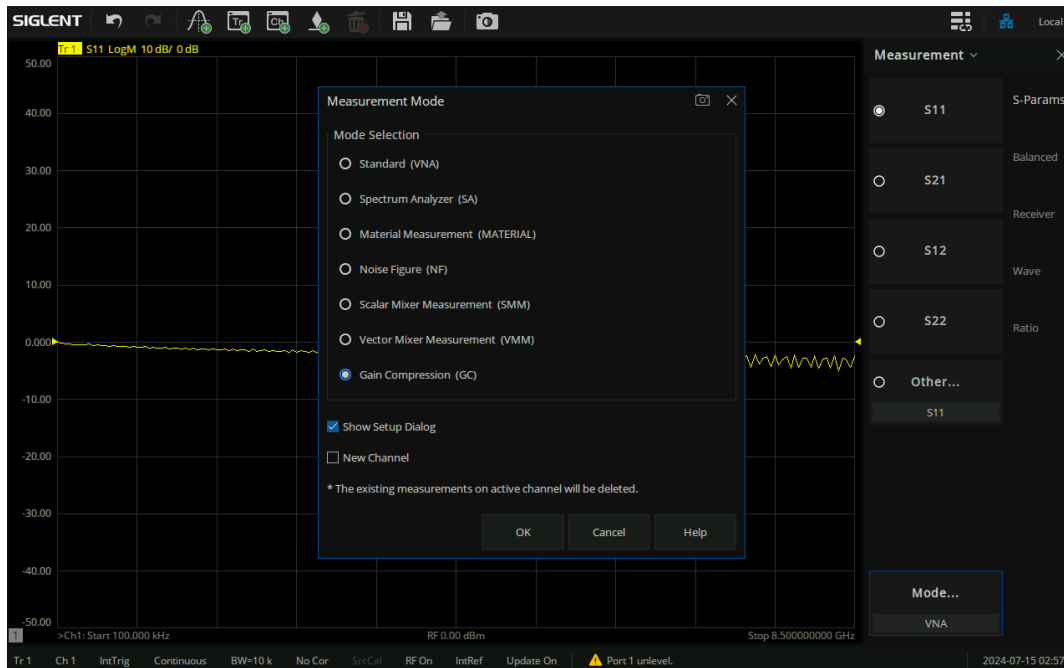 SIGLENT
Tr
Ch
Local
Tr 1 S11 LogM 10 dB/ 0 dB
50.00
40.00
30.00
20.00
10.00
0.000
-10.00
-20.00
-30.00
-40.00
-50.00
1
>Ch1: Start 100.000 kHz
RF 0.00 dBm
Stop 8.500000000 GHz
Measurement Mode
Mode Selection
Standard (VNA)
Spectrum Analyzer (SA)
Material Measurement (MATERIAL)
Noise Figure (NF)
Scalar Mixer Measurement (SMM)
Vector Mixer Measurement (VMM)
Gain Compression (GC)
Show Setup Dialog
New Channel
* The existing measurements on active channel will be deleted.
OK
Cancel
Help
Measurement
S11
S21
S12
S22
Other...
S11
Mode...
VNA
S-Params
Balanced
Receiver
Wave
Ratio
Tr 1 Ch 1 IntTrig Continuous BW=10 k No Cor SrcCal RF On IntRef Update On Port 1 unlevel.
2024-07-15 02:57